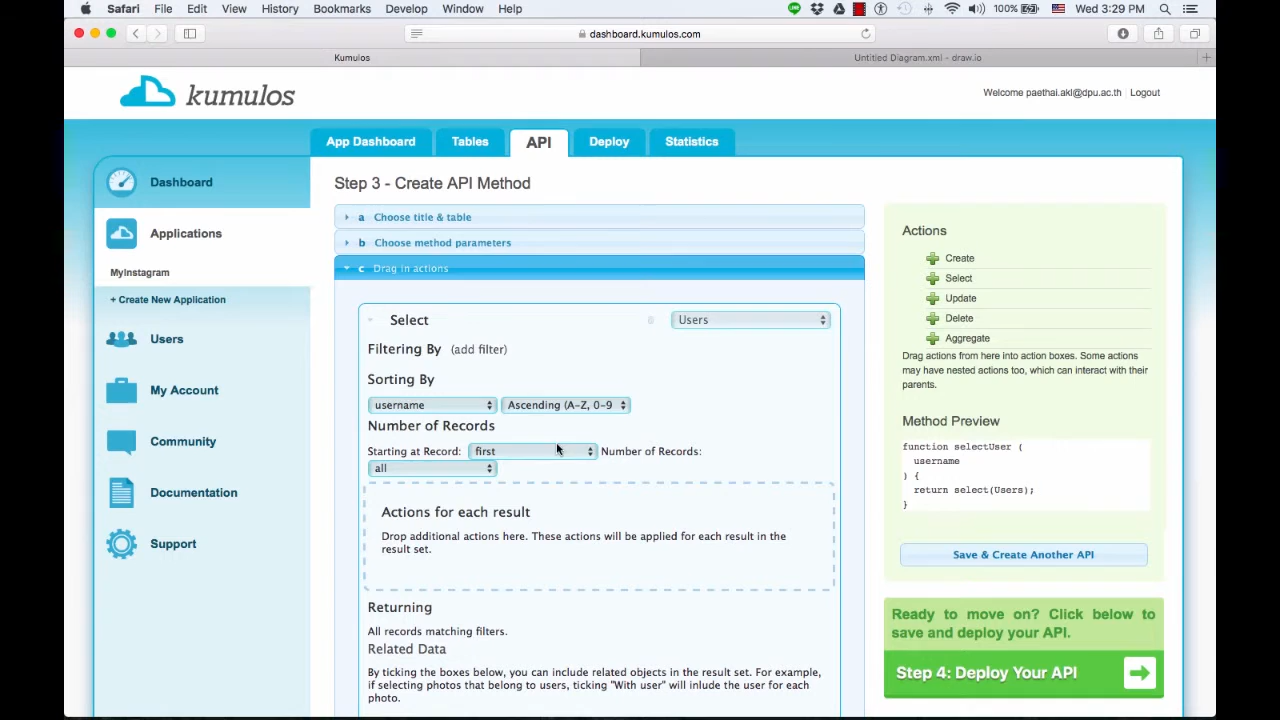 Safari File Edit View History Bookmarks Develop Window Help 100% Wed 3:29 PM
dashboard.kumulos.com
Kumulos Untitled Diagram.xml - draw.io
kumulos
Welcome paethai.akl@dpu.ac.th | Logout
App Dashboard Tables API Deploy Statistics
Dashboard
Applications
MyInstagram
+ Create New Application
Users
My Account
Community
Documentation
Support
Step 3 - Create API Method
a Choose title & table
b Choose method parameters
c Drag in actions
Select Users
Filtering By (add filter)
Sorting By
username Ascending (A-Z, 0-9
Number of Records
Starting at Record: first Number of Records:
all
Actions for each result
Drop additional actions here. These actions will be applied for each result in the
result set.
Returning
All records matching filters.
Related Data
By ticking the boxes below, you can include related objects in the result set. For example,
if selecting photos that belong to users, ticking "With user" will inlude the user for each
photo.
Actions
Create
Select
Update
Delete
Aggregate
Drag actions from here into action boxes. Some actions
may have nested actions too, which can interact with their
parents.
Method Preview
function selectUser (
username
) {
return select(Users);
}
Save & Create Another API
Ready to move on? Click below to
save and deploy your API.
Step 4: Deploy Your API